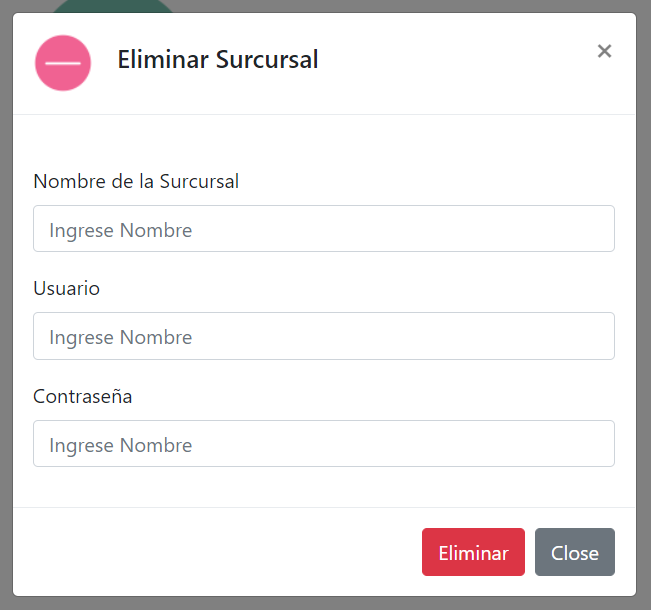 Eliminar Surcursal
×
Nombre de la Surcursal
Ingrese Nombre
Usuario
Ingrese Nombre
Contraseña
Ingrese Nombre
Eliminar Close